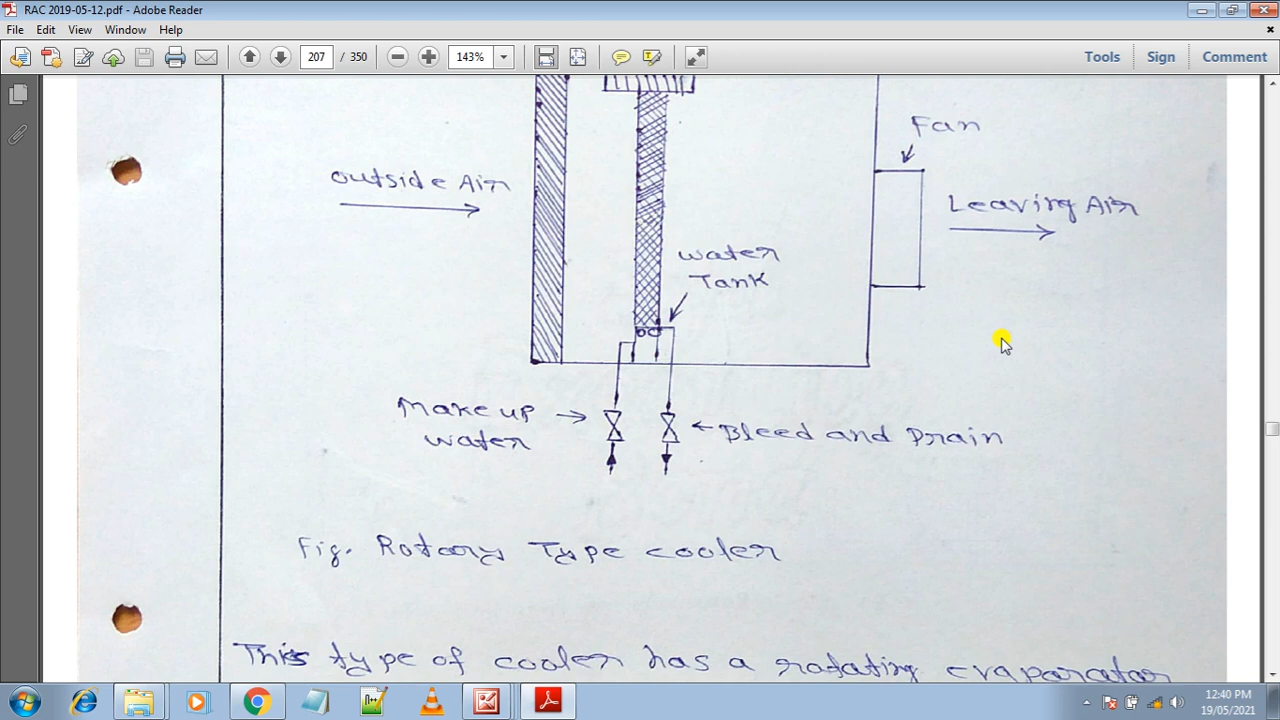 RAC 2019-05-12.pdf - Adobe Reader
File Edit View Window Help
207 / 350 143% Tools Sign Comment
Fan
outside Air
Leaving Air
water
Tank
Make up
water
Bleed and Drain
Fig. Rotary Type cooler
This type of cooler has a rotating evaporator
12:40 PM
19/05/2021